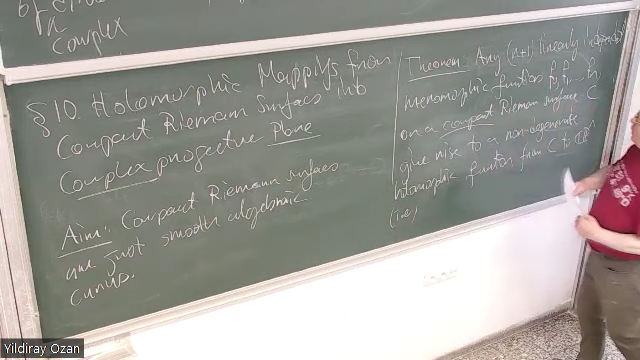 complex
§10. Holomorphic Mappings from
Compact Riemann Surfaces into
Complex projective Plane
Aim: Compact Riemann surfaces
are just smooth algebraic
curves.
Theorem: Any (n+1) linearly independent
meromorphic functions
on a compact Riemann surface C
give rise to a non-degenerate
holomorphic function from C to
(i.e.
Yildiray Ozan